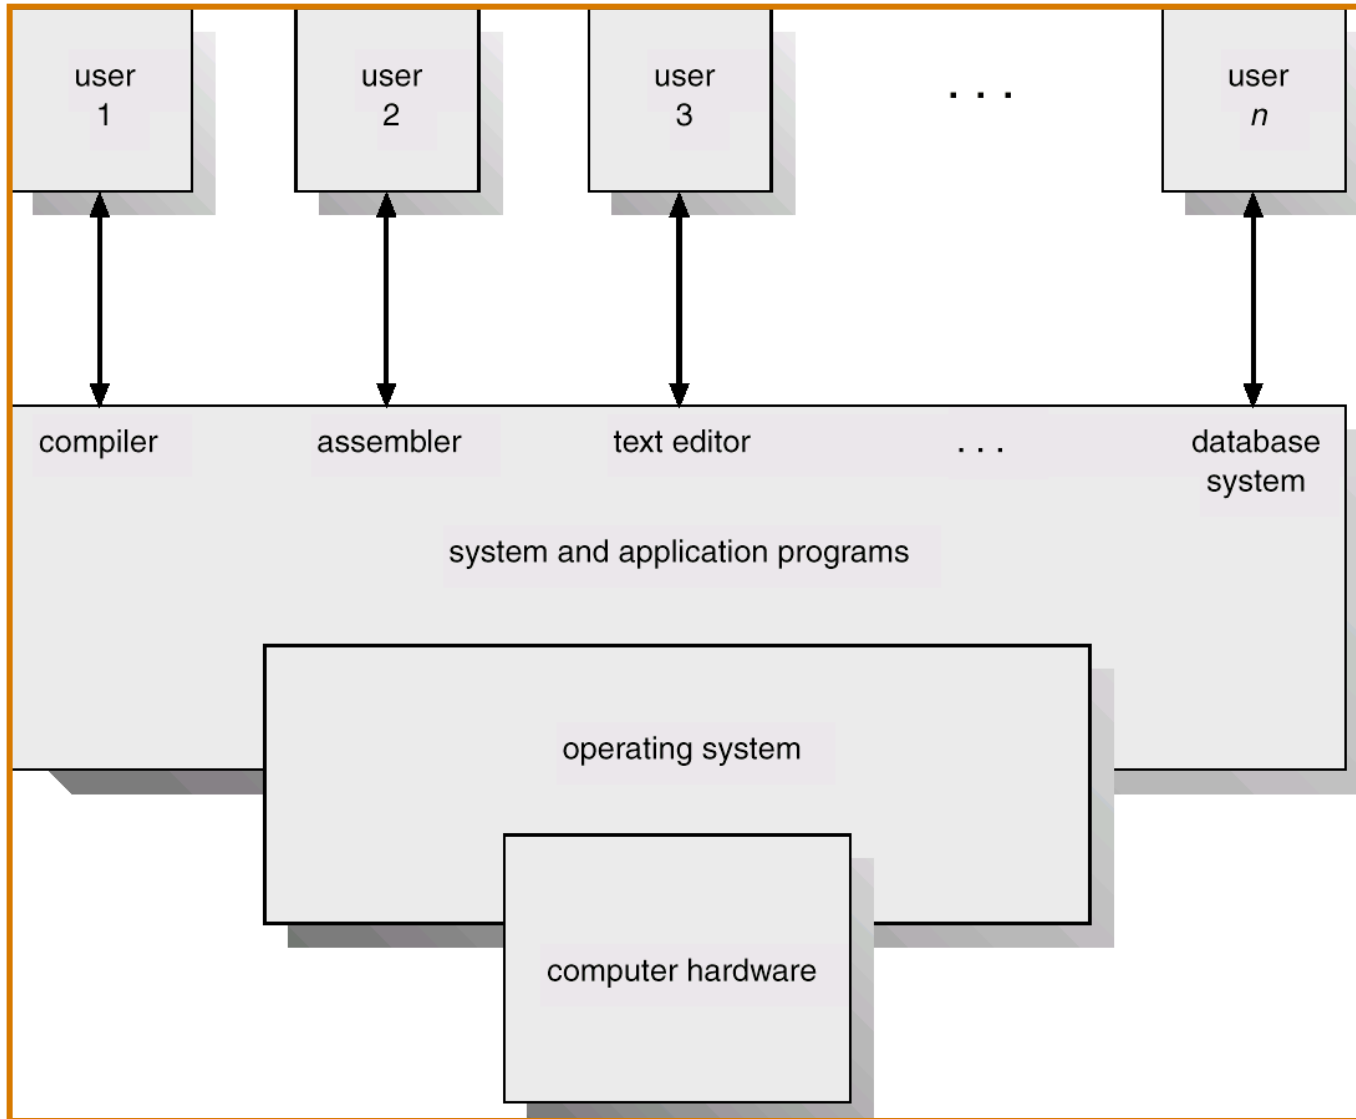 user
1
user
2
user
3
. . .
user
n
compiler
assembler
text editor
. . .
database
system
system and application programs
operating system
computer hardware